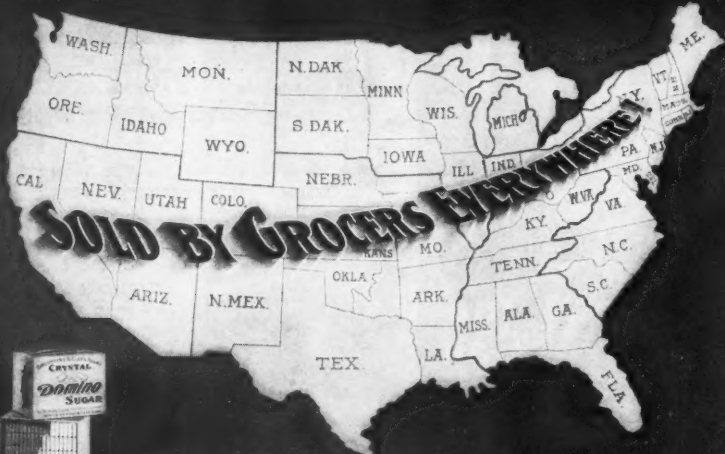 WASH.
MON.
N.DAK
MINN
ME.
VT.
N.Y.
ORE.
IDAHO
WYO.
S.DAK.
WIS.
MICH
MASS.
CONN.
CAL
NEV.
UTAH
COLO.
NEBR.
IOWA
ILL
IND.
PA.
N.J.
MD.
SOLD BY GROCERS EVERYWHERE!
KANS
MO.
KY.
W.VA
VA.
ARIZ.
N.MEX.
OKLA
ARK.
TENN.
N.C.
S.C.
TEX.
LA.
MISS.
ALA.
GA.
FLA.
CRYSTAL
Domino
SUGAR